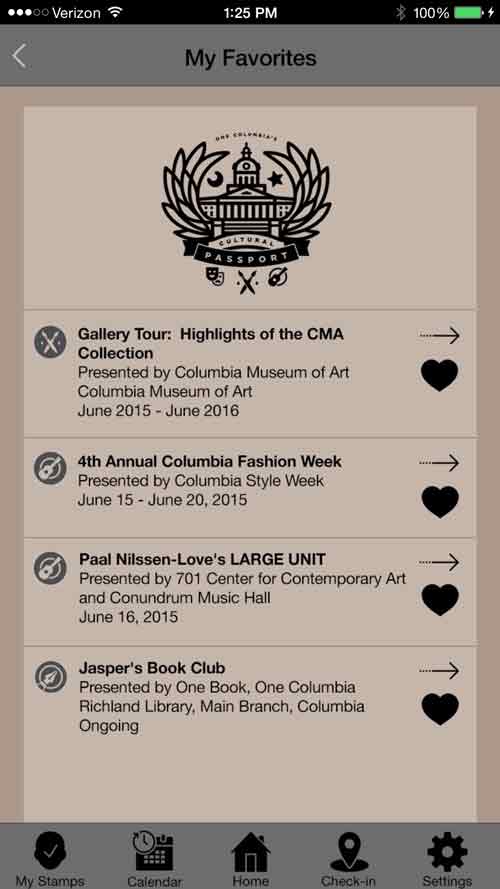 Verizon 1:25 PM 100%
My Favorites
ONE COLUMBIA'S
CULTURAL
PASSPORT
Gallery Tour: Highlights of the CMA
Collection
Presented by Columbia Museum of Art
Columbia Museum of Art
June 2015 - June 2016
4th Annual Columbia Fashion Week
Presented by Columbia Style Week
June 15 - June 20, 2015
Paal Nilssen-Love's LARGE UNIT
Presented by 701 Center for Contemporary Art
and Conundrum Music Hall
June 16, 2015
Jasper's Book Club
Presented by One Book, One Columbia
Richland Library, Main Branch, Columbia
Ongoing
My Stamps Calendar Home Check-in Settings